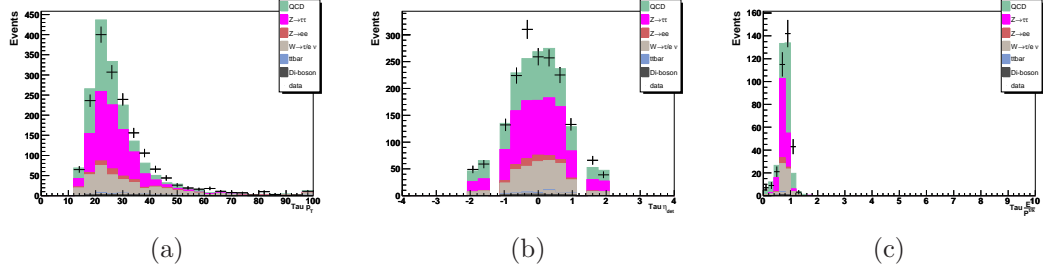 Events
450
400
350
300
250
200
150
100
50
0
0 10 20 30 40 50 60 70 80 90 100
Tau p_T
QCD
Z→ττ
Z→ee
W→τ/e ν
ttbar
Di-boson
data
(a)
Events
300
250
200
150
100
50
0
-4 -3 -2 -1 0 1 2 3 4
Tau η_det
QCD
Z→ττ
Z→ee
W→τ/e ν
ttbar
Di-boson
data
(b)
Events
160
140
120
100
80
60
40
20
0
0 1 2 3 4 5 6 7 8 9 10
Tau
QCD
Z→ττ
Z→ee
W→τ/e ν
ttbar
Di-boson
data
(c)